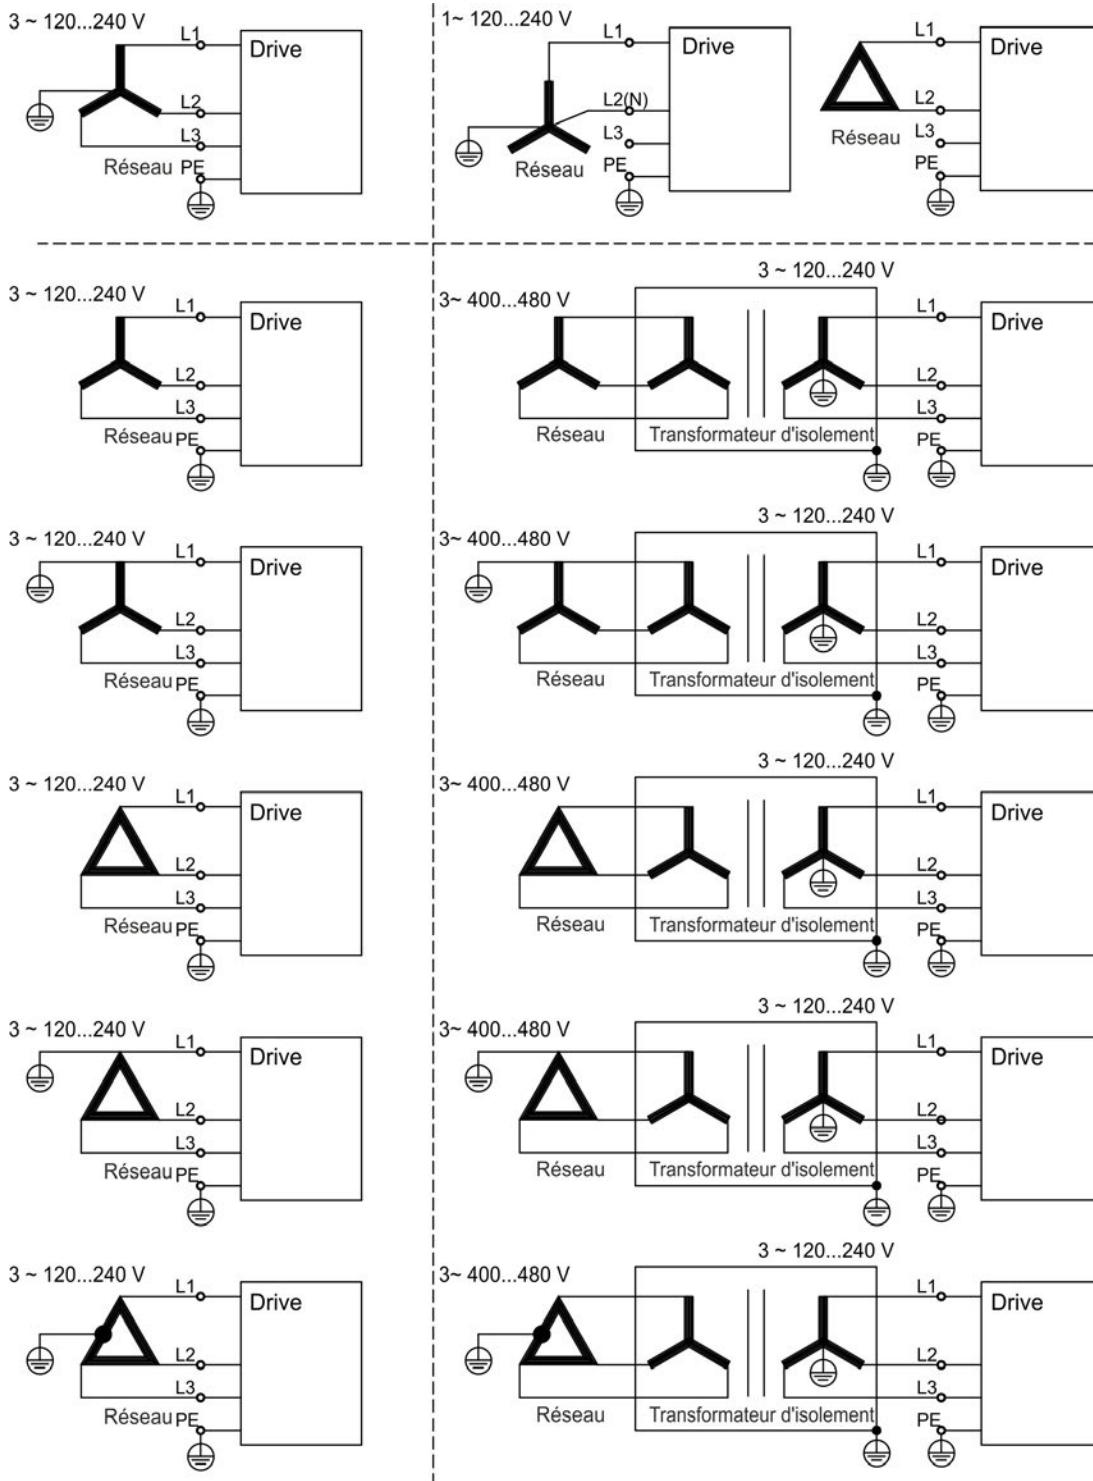 3 ~ 120...240 V
L1
Drive
L2
L3
Réseau PE
1~ 120...240 V
L1
Drive
L2(N)
L3
Réseau
PE
L1
L2
Réseau
L3
PE
3 ~ 120...240 V
L1
Drive
L2
L3
Réseau PE
3 ~ 120...240 V
3~ 400...480 V
L1
Drive
L2
L3
Réseau
Transformateur d'isolement
PE
3 ~ 120...240 V
L1
Drive
L2
L3
Réseau PE
3 ~ 120...240 V
3~ 400...480 V
L1
Drive
L2
L3
Réseau
Transformateur d'isolement
PE
3 ~ 120...240 V
L1
Drive
L2
L3
Réseau PE
3 ~ 120...240 V
3~ 400...480 V
L1
Drive
L2
L3
Réseau
Transformateur d'isolement
PE
3 ~ 120...240 V
L1
Drive
L2
L3
Réseau PE
3 ~ 120...240 V
3~ 400...480 V
L1
Drive
L2
L3
Réseau
Transformateur d'isolement
PE
3 ~ 120...240 V
L1
Drive
L2
L3
Réseau PE
3 ~ 120...240 V
3~ 400...480 V
L1
Drive
L2
L3
Réseau
Transformateur d'isolement
PE